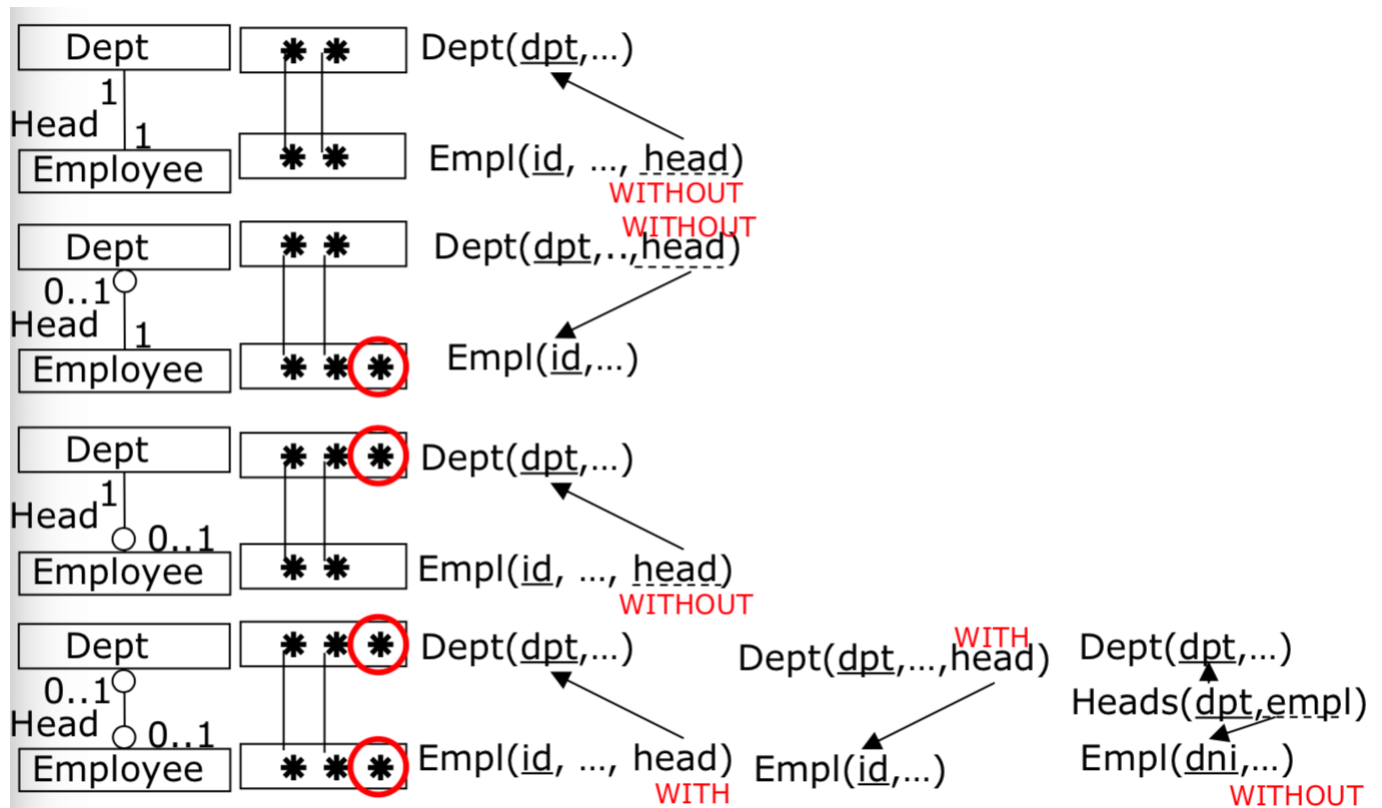 Dept
1
Head
1
Employee
Dept(dpt,...)
Empl(id, ..., head)
WITHOUT
Dept
0..1
Head
1
Employee
WITHOUT
Dept(dpt,..,head)
Empl(id,...)
Dept
1
Head
0..1
Employee
Dept(dpt,...)
Empl(id, ..., head)
WITHOUT
Dept
0..1
Head
0..1
Employee
Dept(dpt,...)
Empl(id, ..., head)
WITH
WITH
Dept(dpt,...,head)
Empl(id,...)
Dept(dpt,...)
Heads(dpt,empl)
Empl(dni,...)
WITHOUT